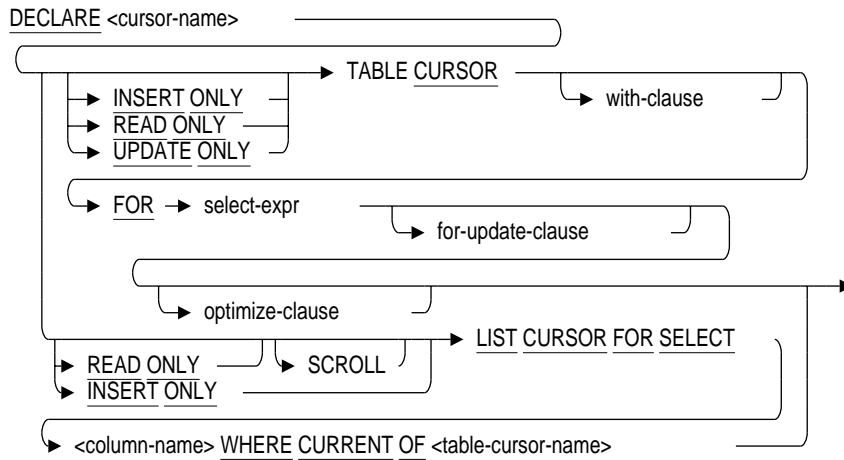 DECLARE <cursor-name>
TABLE CURSOR
INSERT ONLY
with-clause
READ ONLY
UPDATE ONLY
FOR select-expr
for-update-clause
optimize-clause
LIST CURSOR FOR SELECT
READ ONLY SCROLL
INSERT ONLY
<column-name> WHERE CURRENT OF <table-cursor-name>